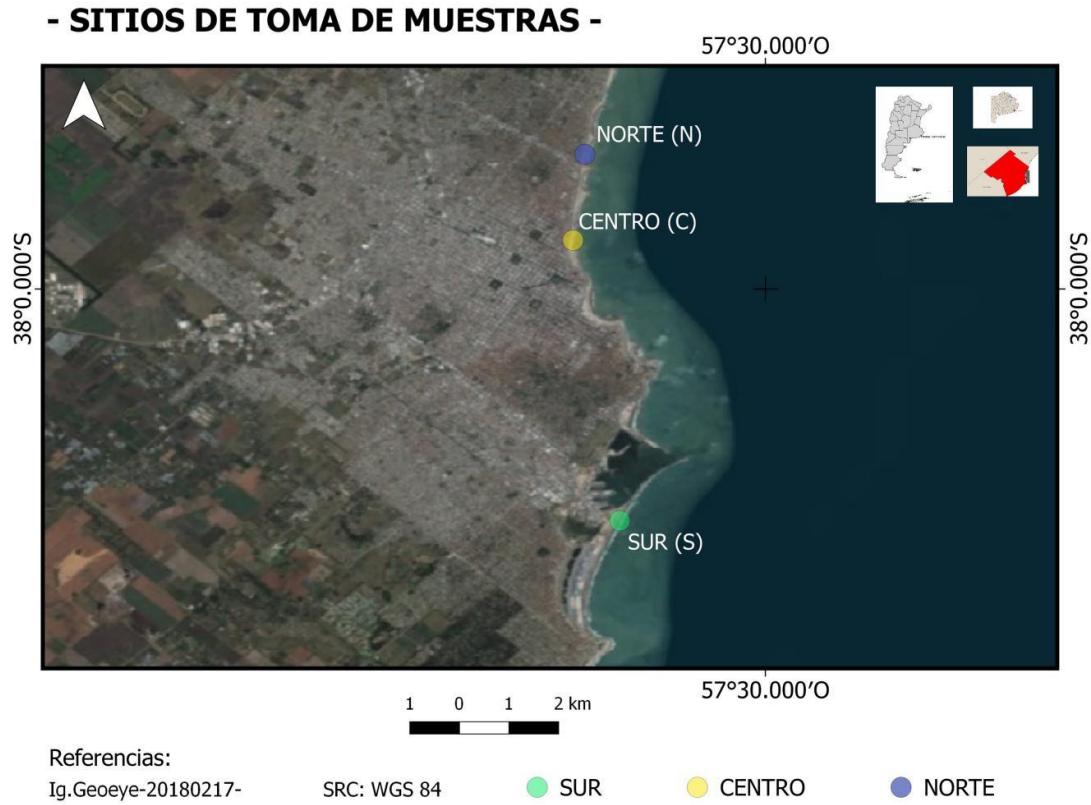 - SITIOS DE TOMA DE MUESTRAS -
57°30.000'O
NORTE (N)
CENTRO (C)
38°0.000'S
38°0.000'S
SUR (S)
57°30.000'O
1 0 1 2 km
Referencias:
Ig.Geoeye-20180217- SRC: WGS 84 SUR CENTRO NORTE